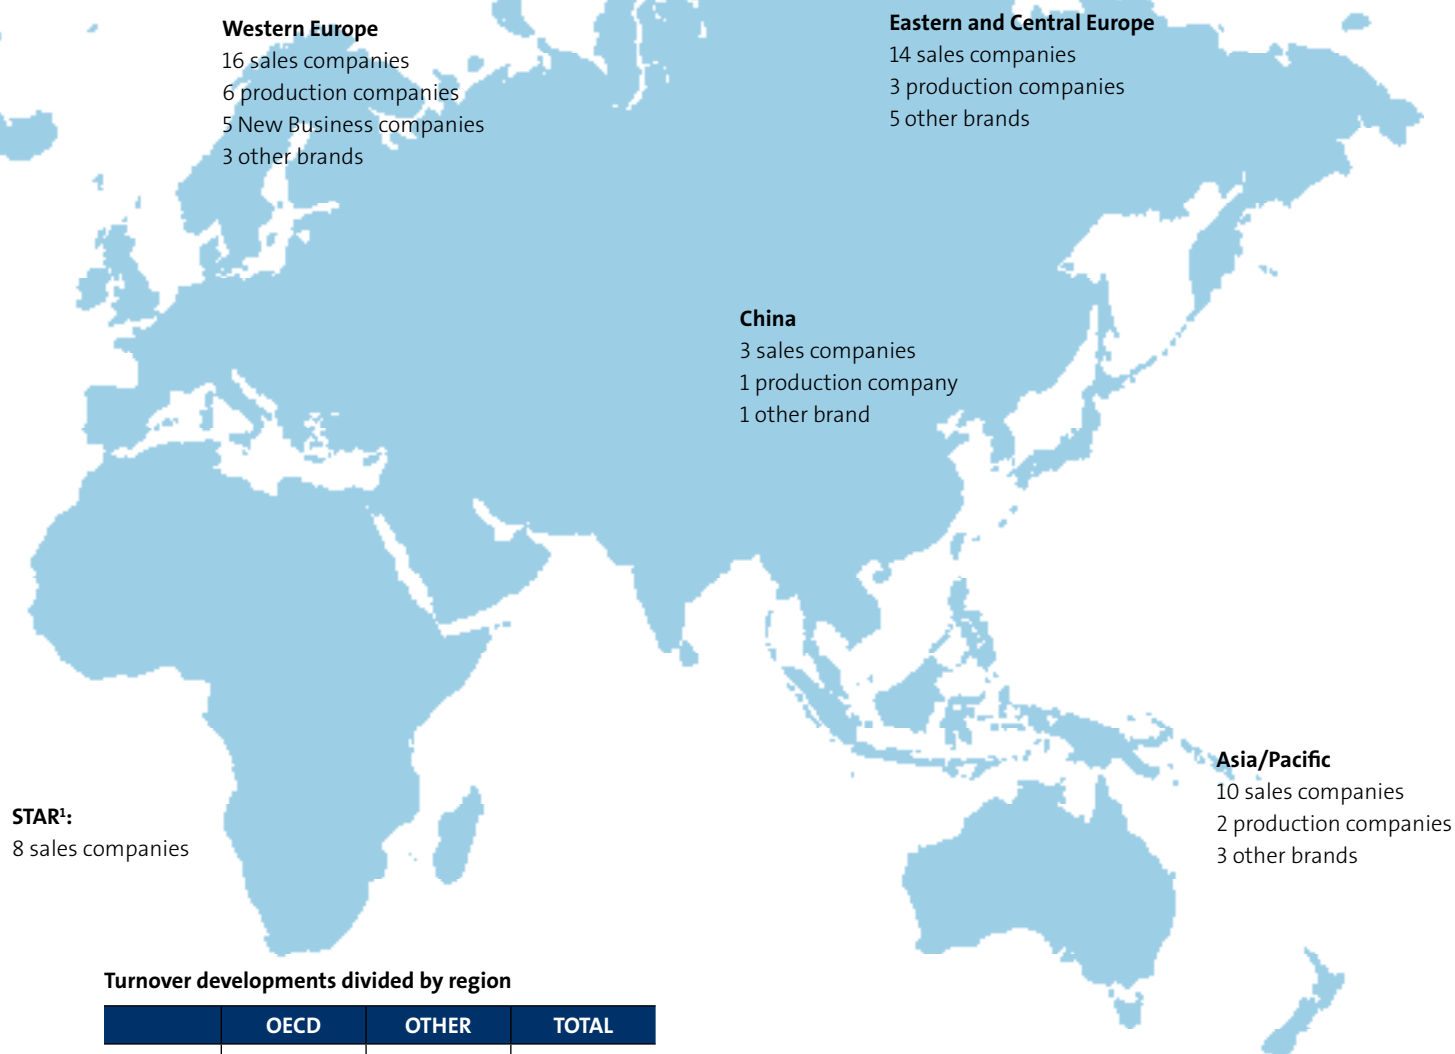 Western Europe
16 sales companies
6 production companies
5 New Business companies
3 other brands
Eastern and Central Europe
14 sales companies
3 production companies
5 other brands
China
3 sales companies
1 production company
1 other brand
Asia/Pacific
10 sales companies
2 production companies
3 other brands
STAR¹:
8 sales companies
Turnover developments divided by region
OECD OTHER TOTAL